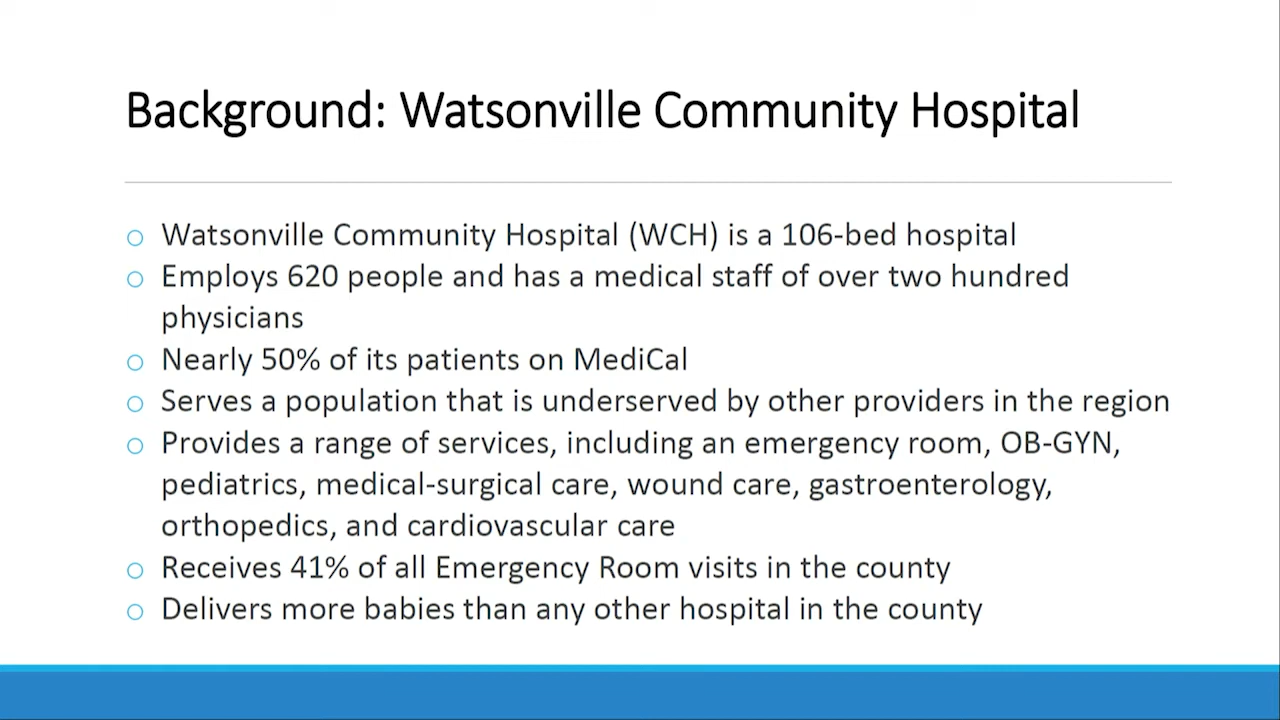 Background: Watsonville Community Hospital
o Watsonville Community Hospital (WCH) is a 106-bed hospital
o Employs 620 people and has a medical staff of over two hundred
physicians
o Nearly 50% of its patients on MediCal
o Serves a population that is underserved by other providers in the region
o Provides a range of services, including an emergency room, OB-GYN,
pediatrics, medical-surgical care, wound care, gastroenterology,
orthopedics, and cardiovascular care
o Receives 41% of all Emergency Room visits in the county
o Delivers more babies than any other hospital in the county